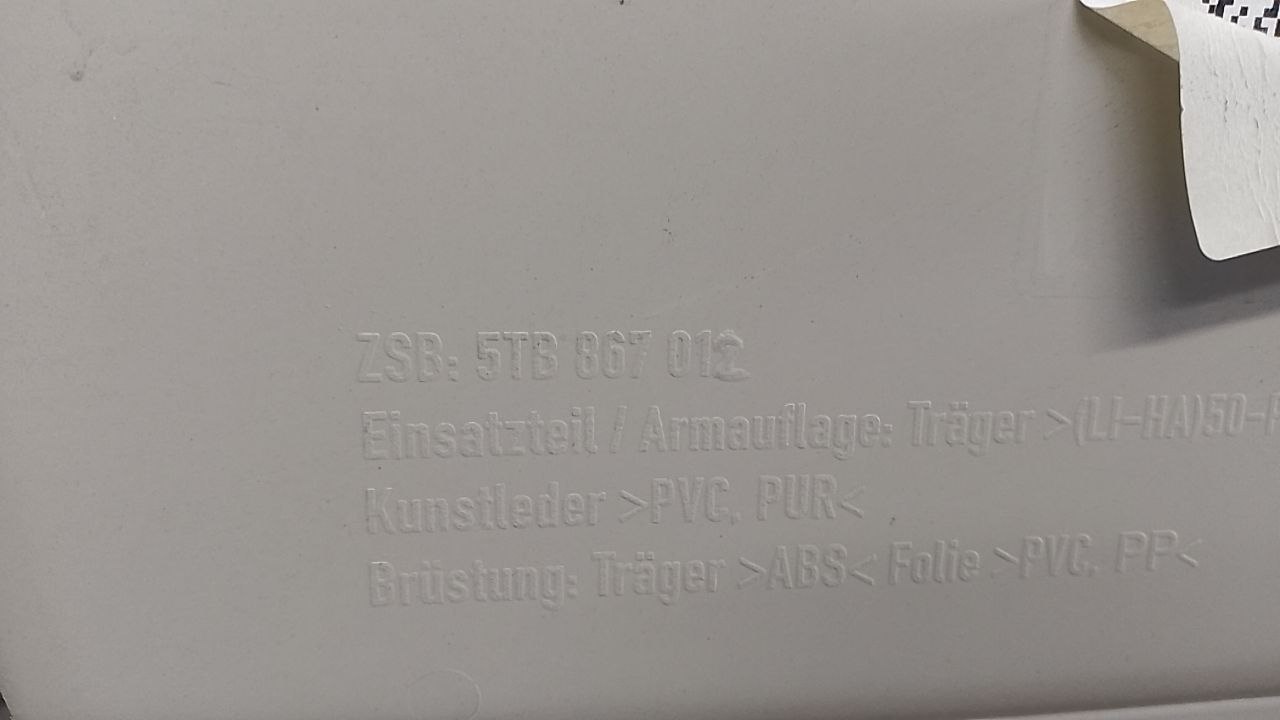 ZSB: 5TB 867 012
Einsatzteil / Armauflage: Träger >(LI-HA)50-
Kunstleder >PVC, PUR<
Brüstung: Träger >ABS< Folie >PVC, PP<